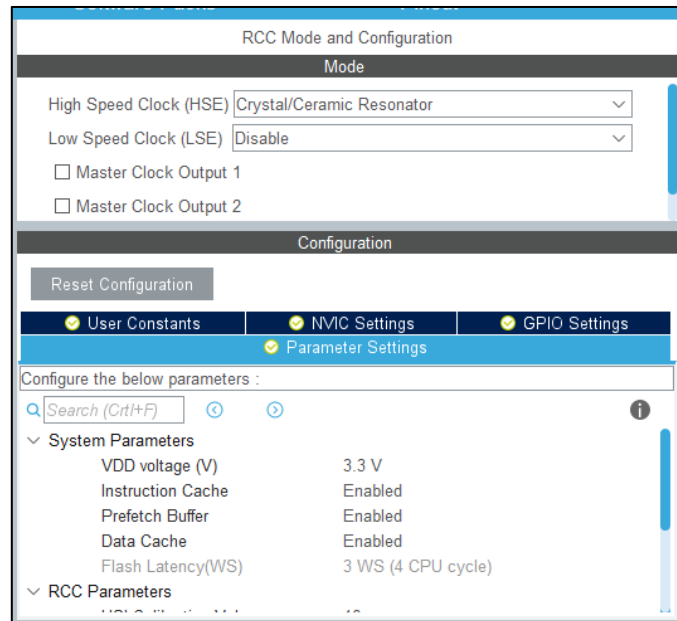 RCC Mode and Configuration
Mode
High Speed Clock (HSE) Crystal/Ceramic Resonator
Low Speed Clock (LSE) Disable
Master Clock Output 1
Master Clock Output 2
Configuration
Reset Configuration
User Constants NVIC Settings GPIO Settings
Parameter Settings
Configure the below parameters :
Search (Crtl+F)
System Parameters
VDD voltage (V) 3.3 V
Instruction Cache Enabled
Prefetch Buffer Enabled
Data Cache Enabled
Flash Latency(WS) 3 WS (4 CPU cycle)
RCC Parameters